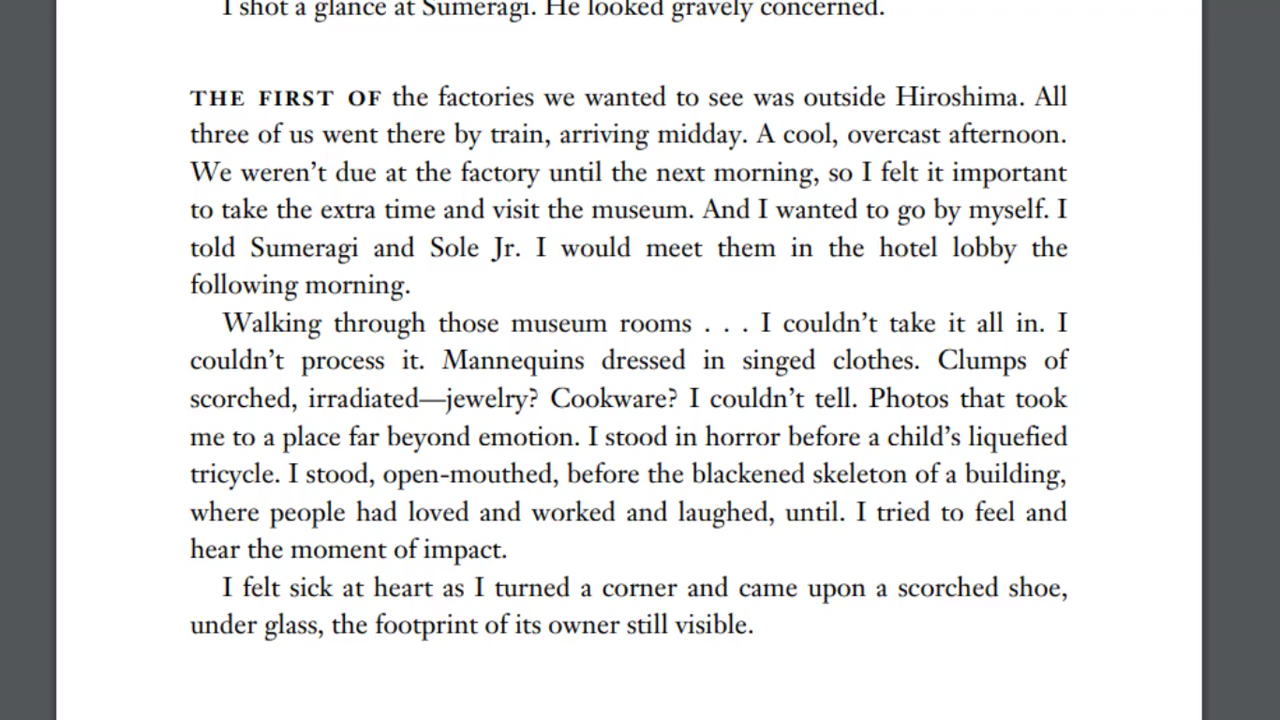 I shot a glance at Sumeragi. He looked gravely concerned.
THE FIRST OF the factories we wanted to see was outside Hiroshima. All
three of us went there by train, arriving midday. A cool, overcast afternoon.
We weren’t due at the factory until the next morning, so I felt it important
to take the extra time and visit the museum. And I wanted to go by myself. I
told Sumeragi and Sole Jr. I would meet them in the hotel lobby the
following morning.
Walking through those museum rooms . . . I couldn’t take it all in. I
couldn’t process it. Mannequins dressed in singed clothes. Clumps of
scorched, irradiated—jewelry? Cookware? I couldn’t tell. Photos that took
me to a place far beyond emotion. I stood in horror before a child’s liquefied
tricycle. I stood, open-mouthed, before the blackened skeleton of a building,
where people had loved and worked and laughed, until. I tried to feel and
hear the moment of impact.
I felt sick at heart as I turned a corner and came upon a scorched shoe,
under glass, the footprint of its owner still visible.